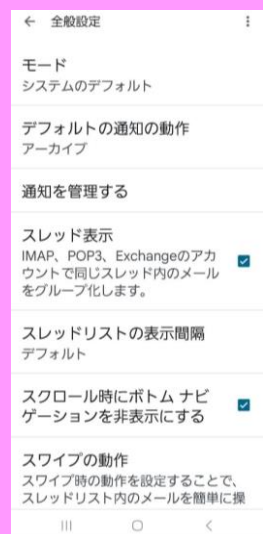 全般設定
モード
システムのデフォルト
デフォルトの通知の動作
アーカイブ
通知を管理する
スレッド表示
IMAP、POP3、Exchangeのアカ
ウントで同じスレッド内のメール
をグループ化します。
スレッドリストの表示間隔
デフォルト
スクロール時にボトム ナビ
ゲーションを非表示にする
スワイプの動作
スワイプ時の動作を設定することで、
スレッドリスト内のメールを簡単に操